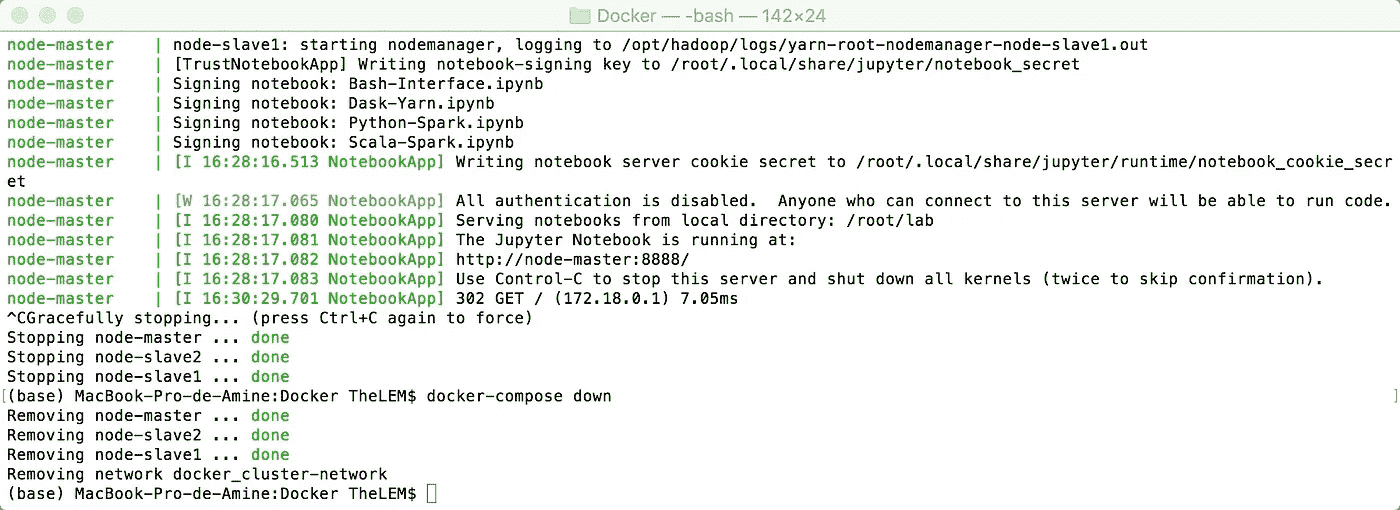 Docker — -bash — 142×24
node-master    | node-slave1: starting nodemanager, logging to /opt/hadoop/logs/yarn-root-nodemanager-node-slave1.out
node-master    | [TrustNotebookApp] Writing notebook-signing key to /root/.local/share/jupyter/notebook_secret
node-master    | Signing notebook: Bash-Interface.ipynb
node-master    | Signing notebook: Dask-Yarn.ipynb
node-master    | Signing notebook: Python-Spark.ipynb
node-master    | Signing notebook: Scala-Spark.ipynb
node-master    | [I 16:28:16.513 NotebookApp] Writing notebook server cookie secret to /root/.local/share/jupyter/runtime/notebook_cookie_secr
et
node-master    | [W 16:28:17.065 NotebookApp] All authentication is disabled.  Anyone who can connect to this server will be able to run code.
node-master    | [I 16:28:17.080 NotebookApp] Serving notebooks from local directory: /root/lab
node-master    | [I 16:28:17.081 NotebookApp] The Jupyter Notebook is running at:
node-master    | [I 16:28:17.082 NotebookApp] http://node-master:8888/
node-master    | [I 16:28:17.083 NotebookApp] Use Control-C to stop this server and shut down all kernels (twice to skip confirmation).
node-master    | [I 16:30:29.701 NotebookApp] 302 GET / (172.18.0.1) 7.05ms
^CGracefully stopping... (press Ctrl+C again to force)
Stopping node-master ... done
Stopping node-slave2 ... done
Stopping node-slave1 ... done
[(base) MacBook-Pro-de-Amine:Docker TheLEM$ docker-compose down ]
Removing node-master ... done
Removing node-slave2 ... done
Removing node-slave1 ... done
Removing network docker_cluster-network
(base) MacBook-Pro-de-Amine:Docker TheLEM$